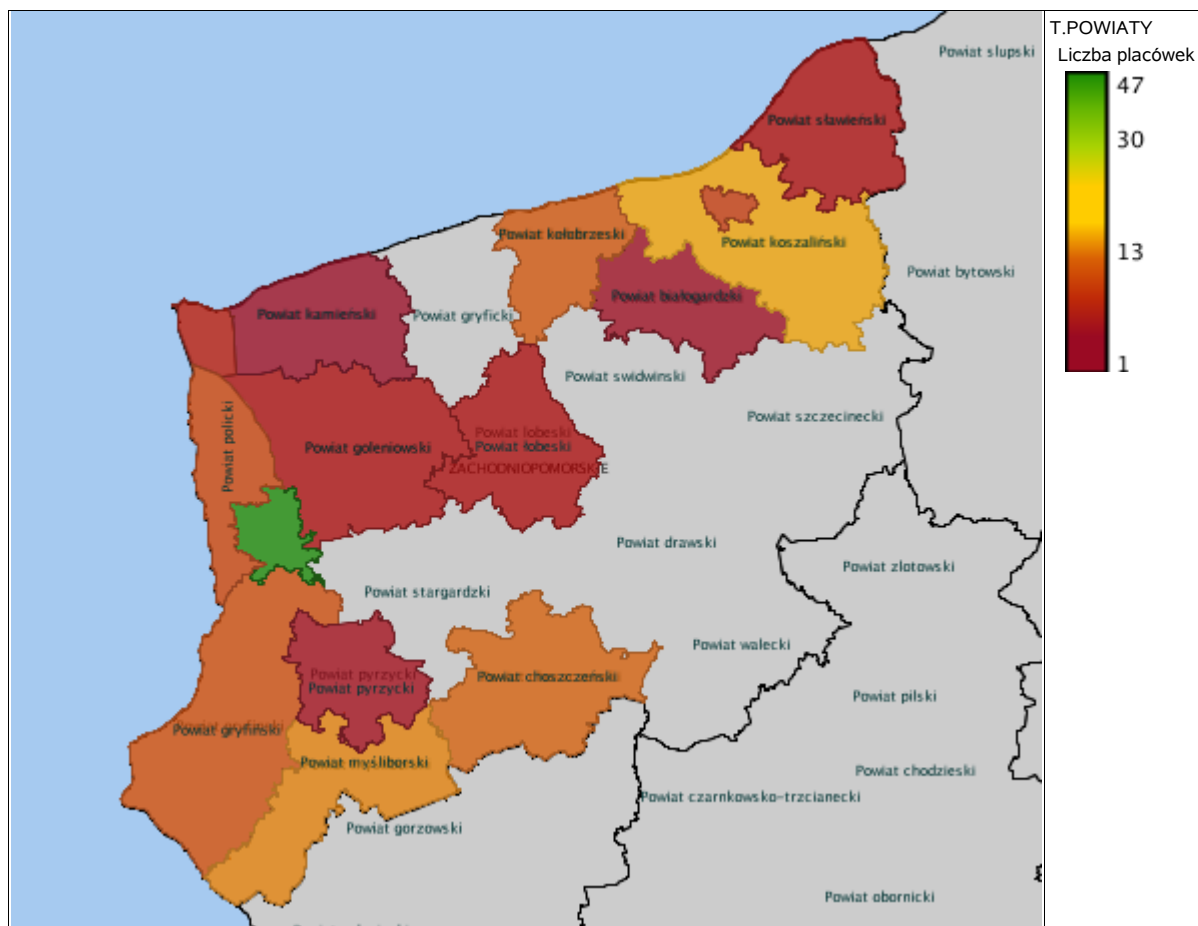 T.POWIATY
Liczba placówek
47
30
13
1
Powiat slupski
Powiat sławieński
Powiat kołobrzeski
Powiat koszaliński
Powiat bytowski
Powiat białogardzki
Powiat kamieński
Powiat gryficki
Powiat swidwinski
Powiat szczecinecki
Powiat policki
Powiat goleniowski
Powiat lobeski
Powiat łobeski
ZACHODNIOPOMORSKIE
Powiat drawski
Powiat zlotowski
Powiat stargardzki
Powiat walecki
Powiat pyrzycki
Powiat pyrzycki
Powiat choszczeński
Powiat pilski
Powiat gryfiński
Powiat myśliborski
Powiat chodzieski
Powiat czarnkowsko-trzcianecki
Powiat gorzowski
Powiat obornicki